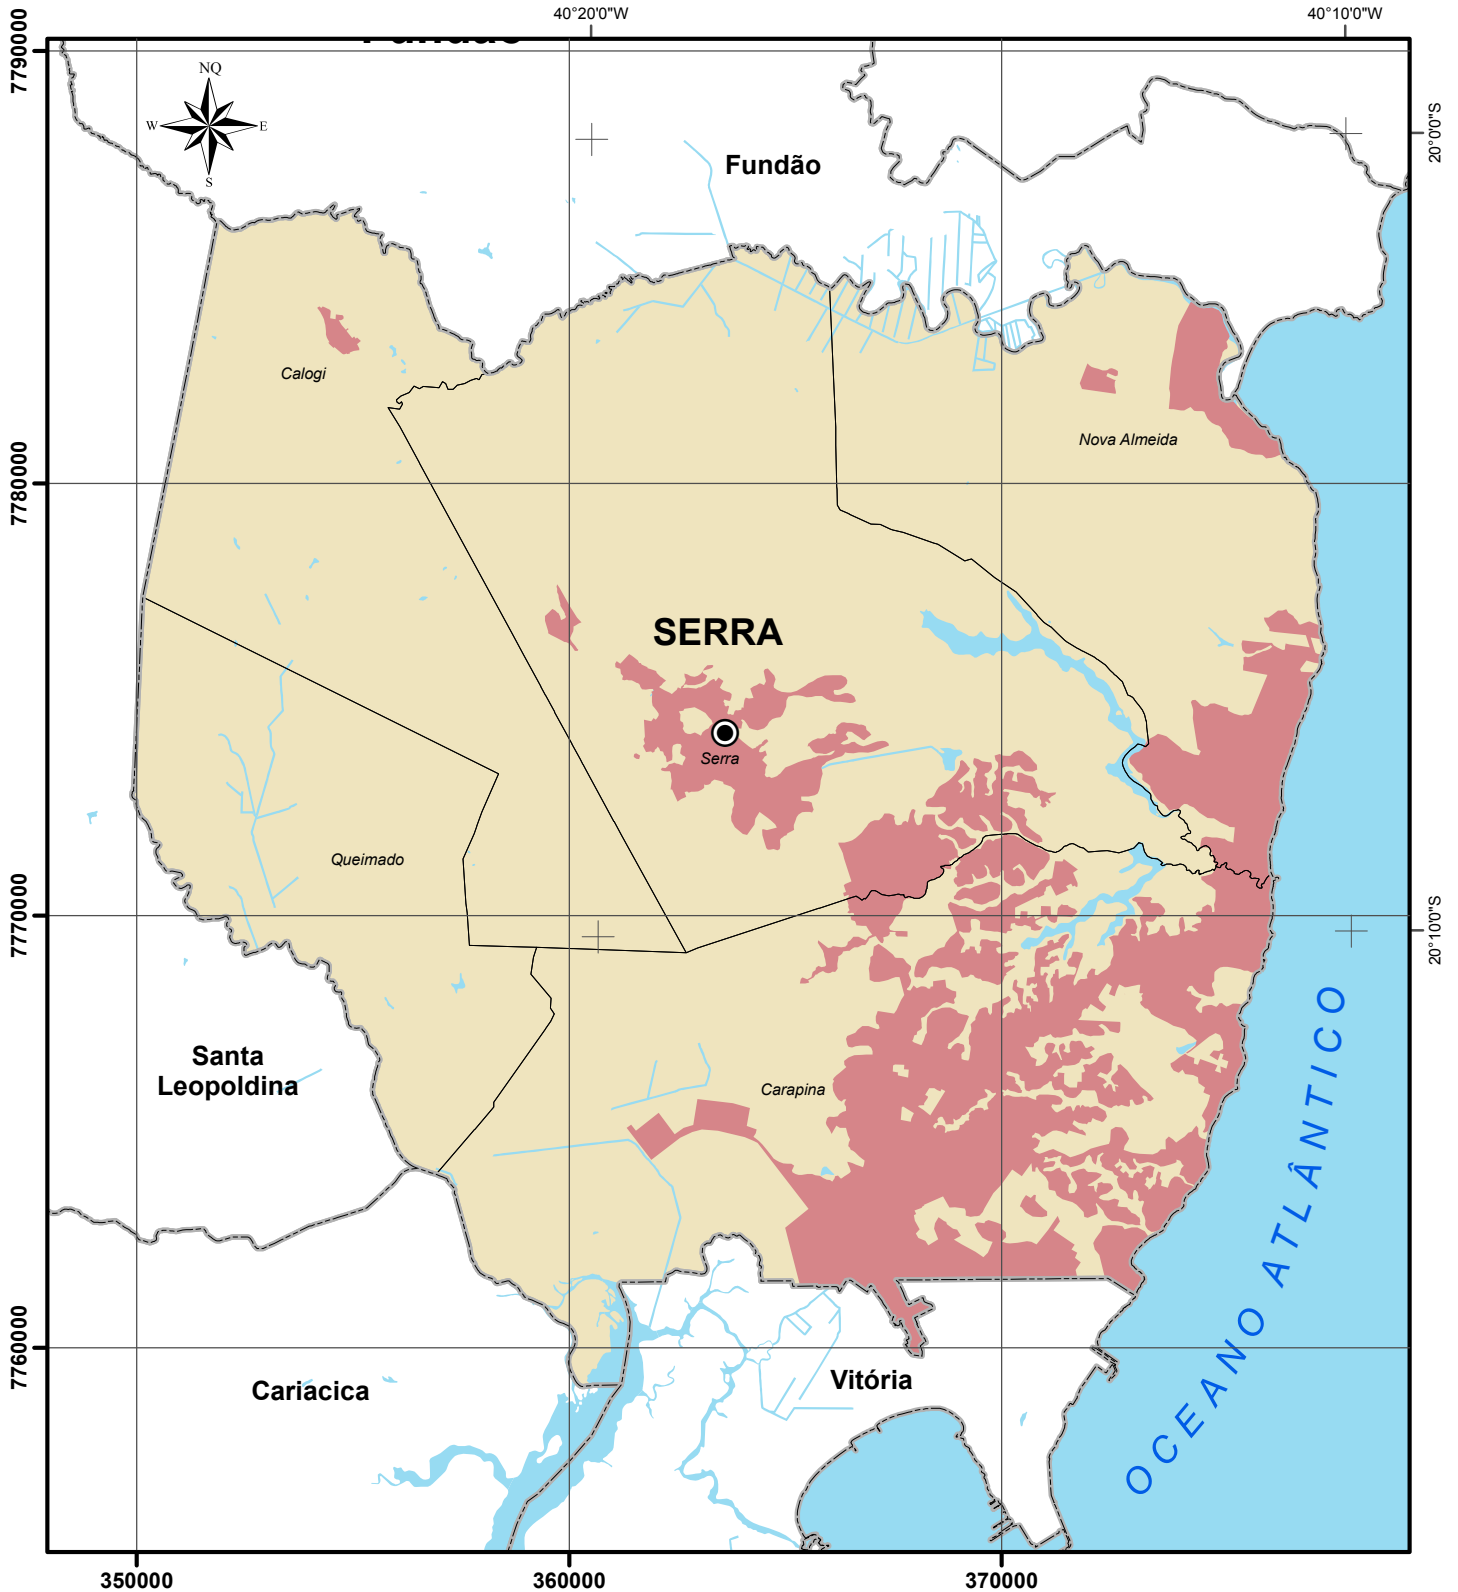 40°20'0"W
40°10'0"W
7790000
NQ
W
E
S
Fundão
20°0'0"S
Calogi
Nova Almeida
7780000
SERRA
Serra
Queimado
7770000
20°10'0"S
Santa
Leopoldina
Carapina
OCEANO ATLÂNTICO
7760000
Cariacica
Vitória
350000
360000
370000